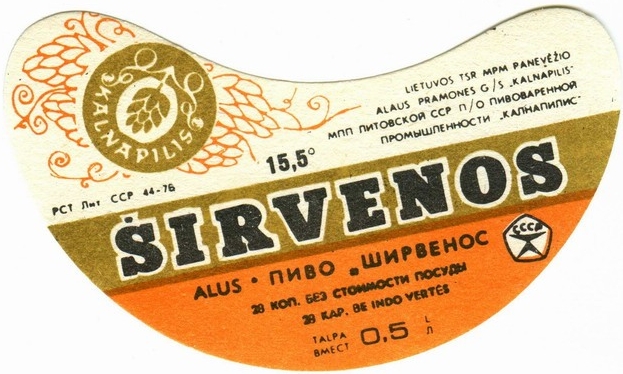 KALNAPILIS
LIETUVOS TSR MPM PANEVĖŽIO
ALAUS PRAMONĖS G/S „KALNAPILIS"
МПП ЛИТОВСКОЙ ССР П/О ПИВОВАРЕННОЙ
ПРОМЫШЛЕННОСТИ „КАЛНАПИЛИС"
15,5°
РСТ Лит ССР 44-76
ŠIRVENOS
СССР
ALUS • ПИВО „ШИРВЕНОС
28 КОП. БЕЗ СТОИМОСТИ ПОСУДЫ
28 KAP. BE INDO VERTĖS
TALPA 0,5 L
ВМЕСТ Л